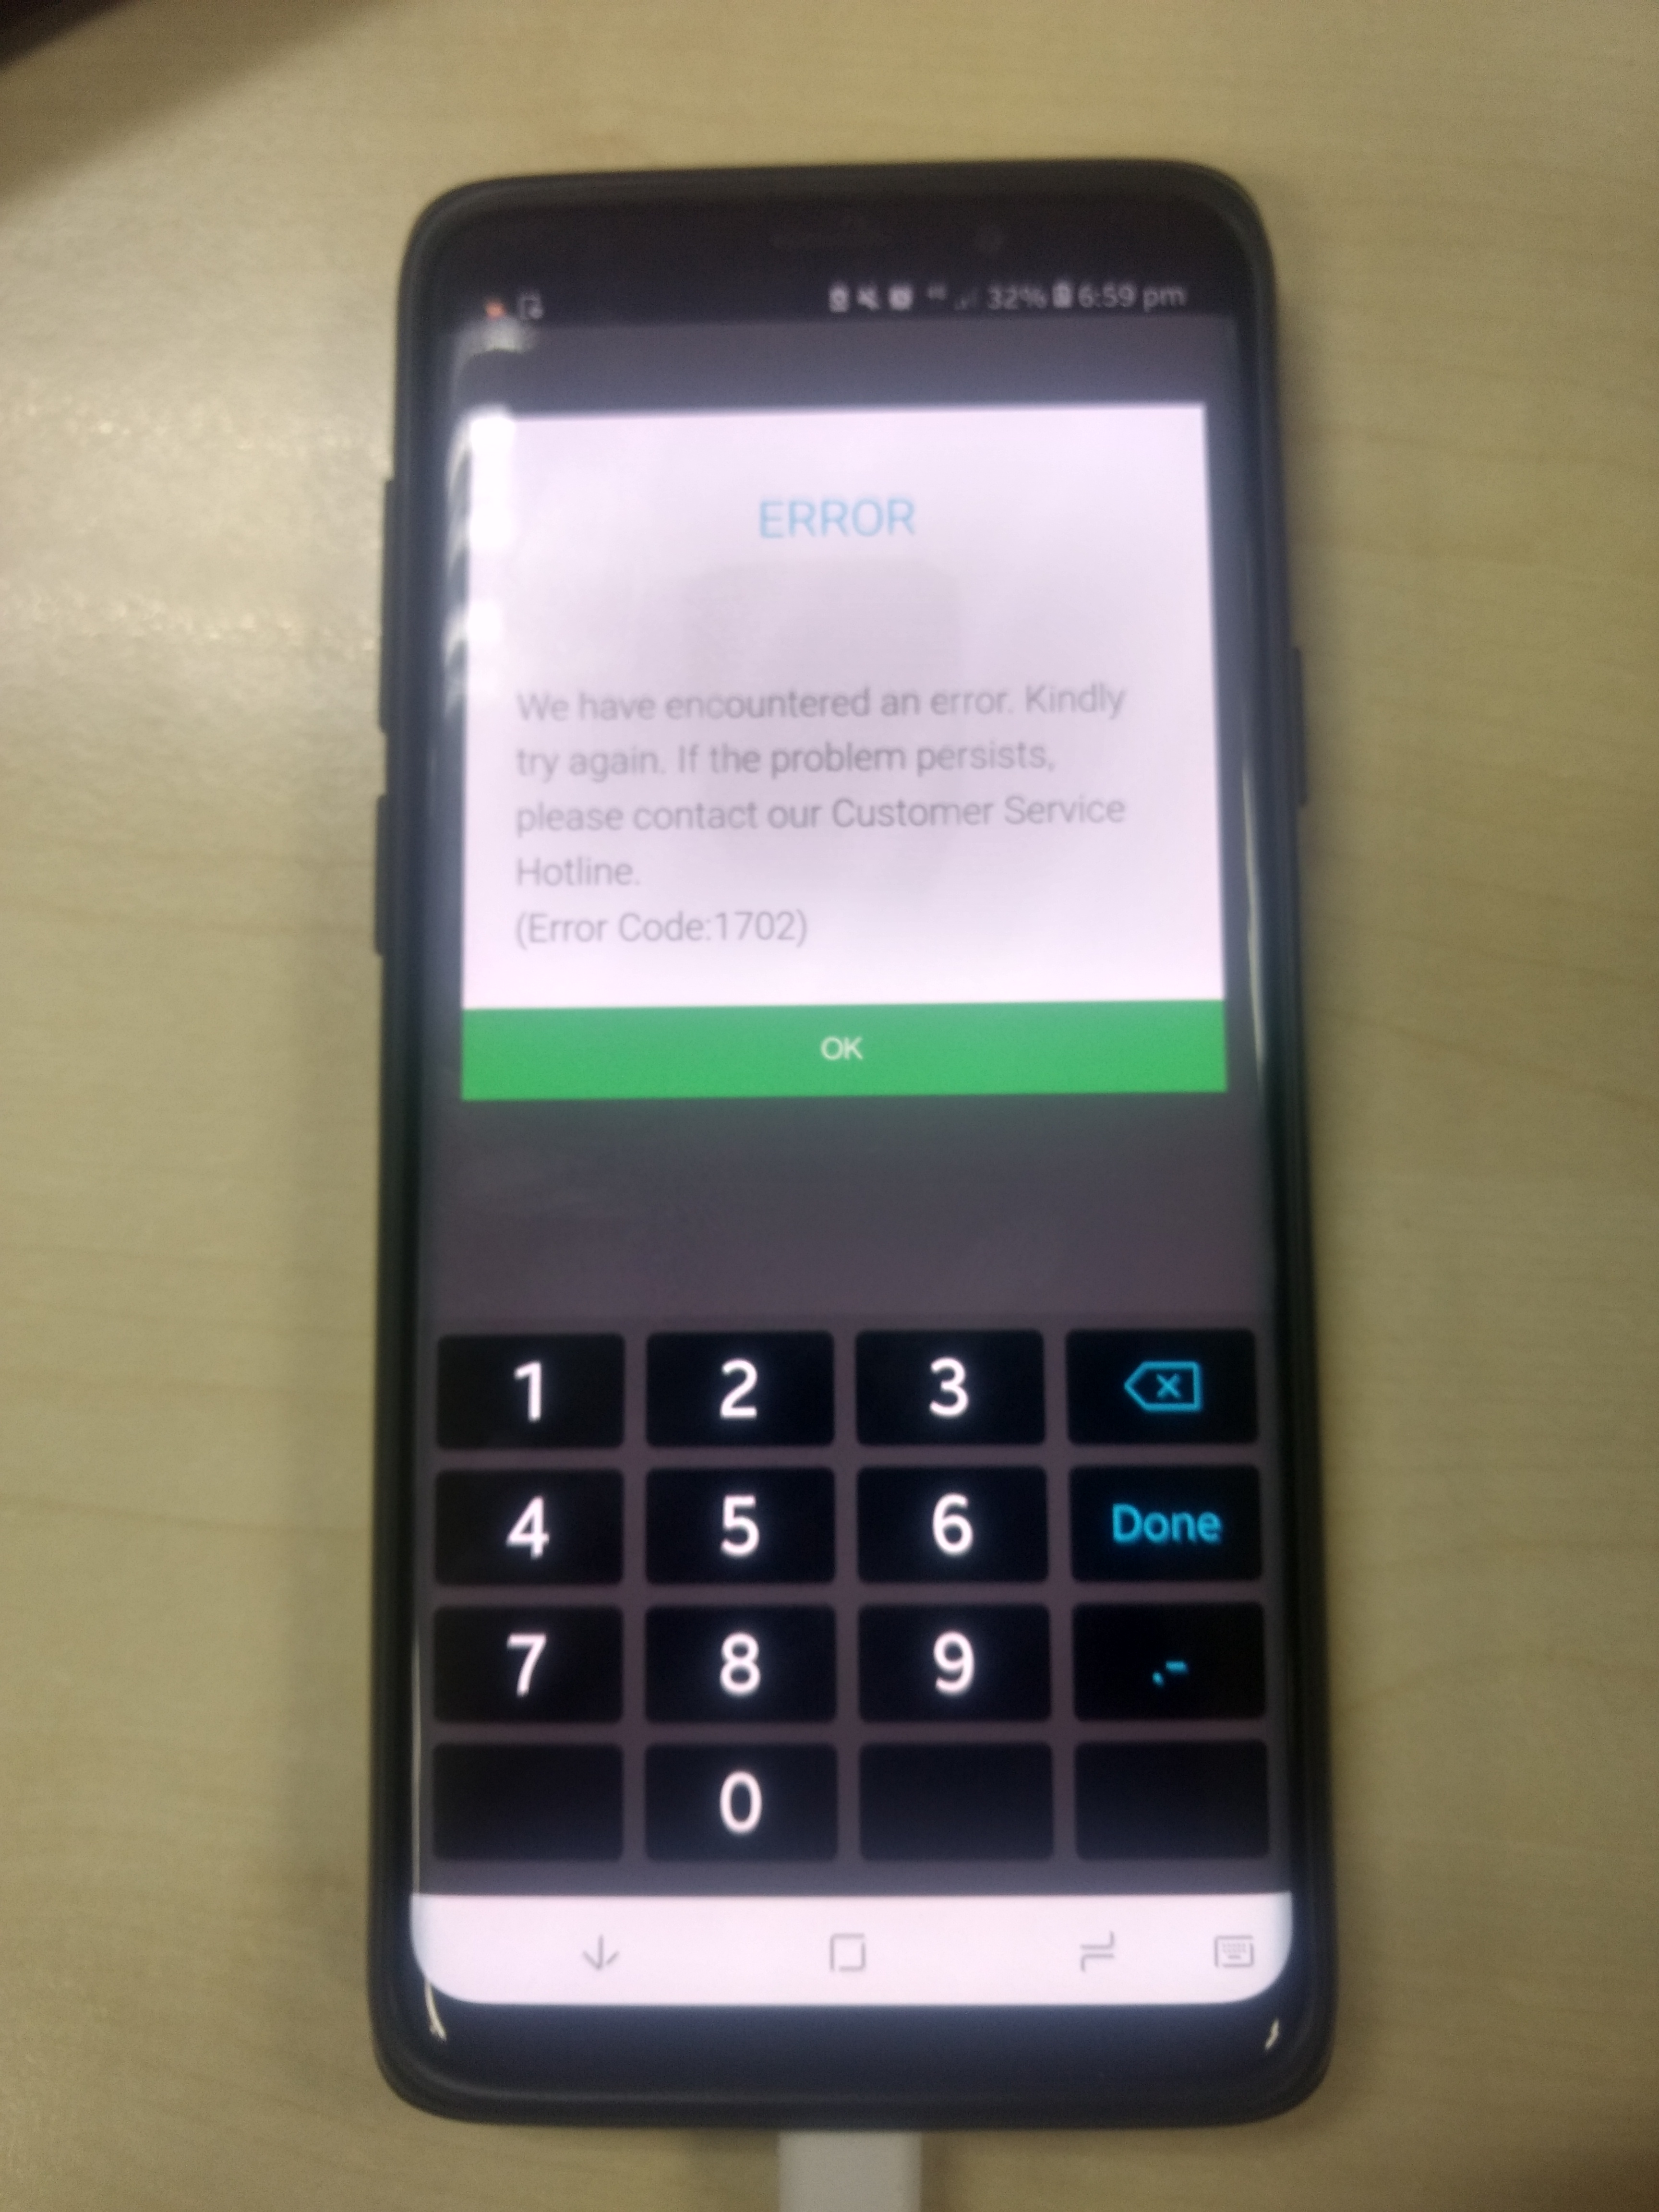 32% 6:59 pm
ERROR
We have encountered an error. Kindly
try again. If the problem persists,
please contact our Customer Service
Hotline.
(Error Code:1702)
OK
1 2 3
4 5 6 Done
7 8 9 .-
0